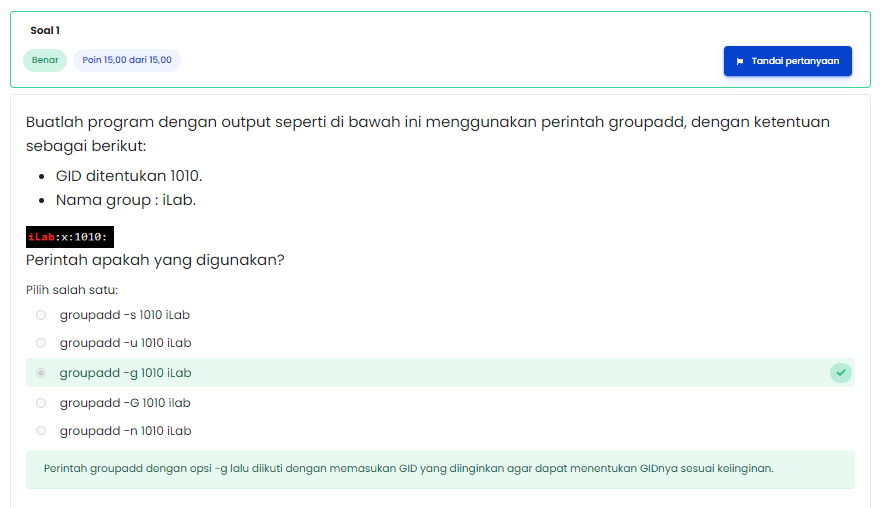 Soal 1
Benar
Poin 15,00 dari 15,00
Tandai pertanyaan
Buatlah program dengan output seperti di bawah ini menggunakan perintah groupadd, dengan ketentuan
sebagai berikut:
GID ditentukan 1010.
Nama group : iLab.
iLab:x:1010:
Perintah apakah yang digunakan?
Pilih salah satu:
groupadd -s 1010 iLab
groupadd -u 1010 iLab
groupadd -g 1010 iLab
groupadd -G 1010 ilab
groupadd -n 1010 iLab
Perintah groupadd dengan opsi -g lalu diikuti dengan memasukan GID yang diinginkan agar dapat menentukan GIDnya sesuai keiinginan.